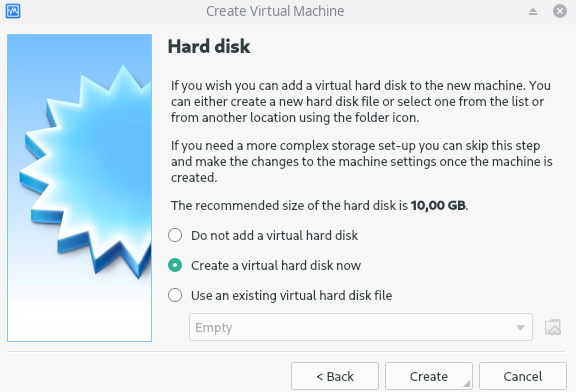 Create Virtual Machine
Hard disk
If you wish you can add a virtual hard disk to the new machine. You
can either create a new hard disk file or select one from the list or
from another location using the folder icon.
If you need a more complex storage set-up you can skip this step
and make the changes to the machine settings once the machine is
created.
The recommended size of the hard disk is 10,00 GB.
Do not add a virtual hard disk
Create a virtual hard disk now
Use an existing virtual hard disk file
Empty
< Back
Create
Cancel